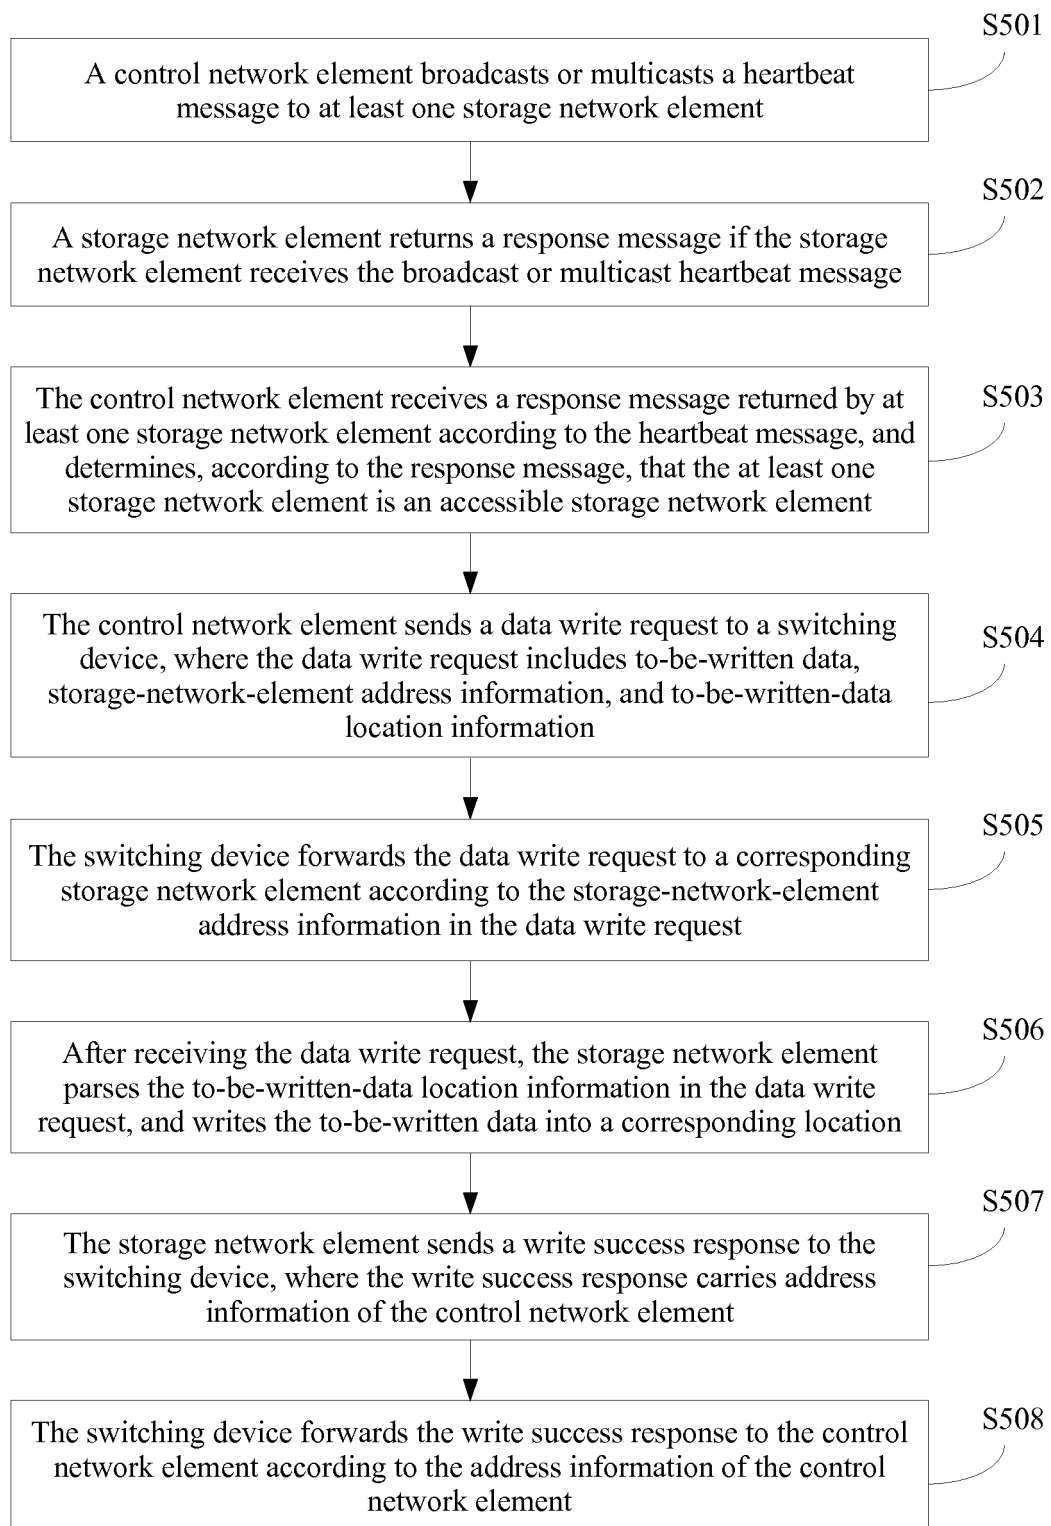 S501
A control network element broadcasts or multicasts a heartbeat
message to at least one storage network element
S502
A storage network element returns a response message if the storage
network element receives the broadcast or multicast heartbeat message
S503
The control network element receives a response message returned by at
least one storage network element according to the heartbeat message, and
determines, according to the response message, that the at least one
storage network element is an accessible storage network element
S504
The control network element sends a data write request to a switching
device, where the data write request includes to-be-written data,
storage-network-element address information, and to-be-written-data
location information
S505
The switching device forwards the data write request to a corresponding
storage network element according to the storage-network-element
address information in the data write request
S506
After receiving the data write request, the storage network element
parses the to-be-written-data location information in the data write
request, and writes the to-be-written data into a corresponding location
S507
The storage network element sends a write success response to the
switching device, where the write success response carries address
information of the control network element
S508
The switching device forwards the write success response to the control
network element according to the address information of the control
network element